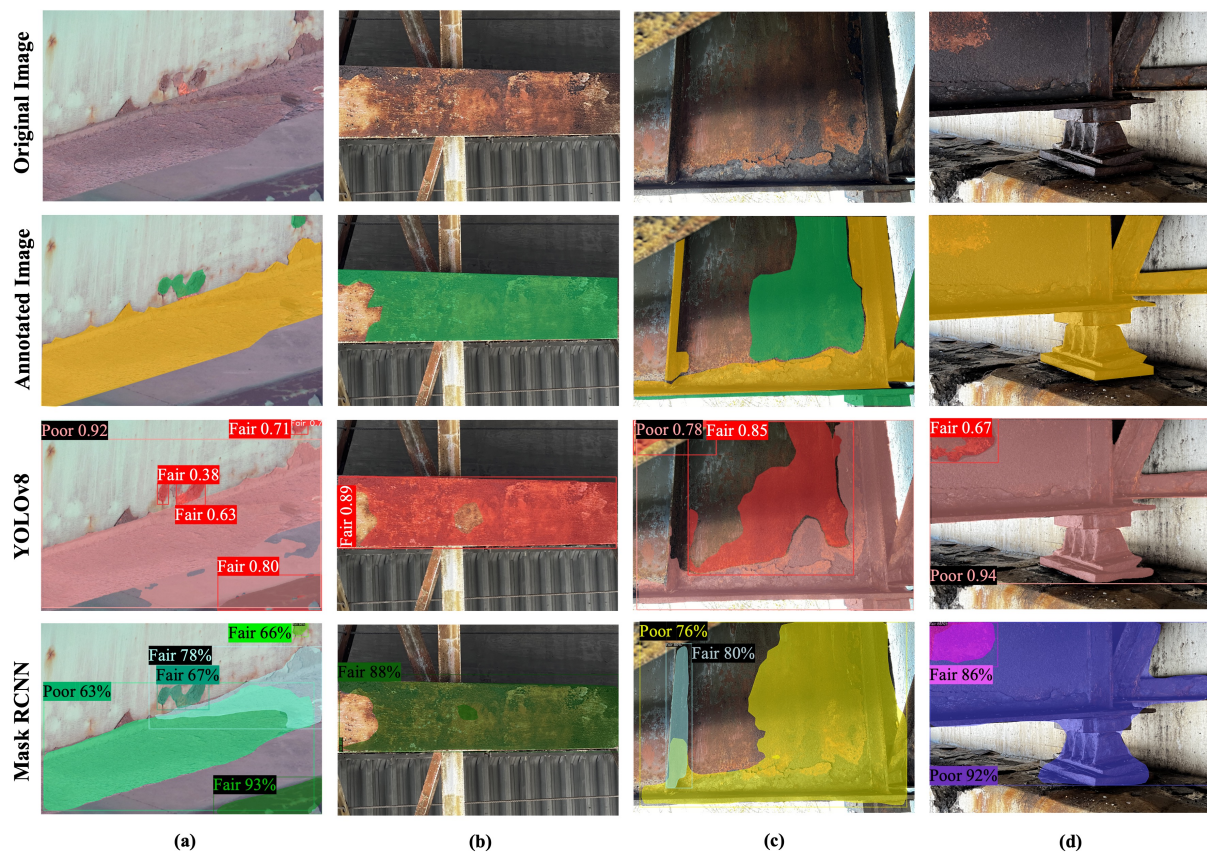 Original Image
Annotated Image
YOLOv8
Poor 0.92
Fair 0.71
Fair 0.38
Fair 0.63
Fair 0.80
Fair 0.89
Poor 0.78
Fair 0.85
Fair 0.67
Poor 0.94
Mask RCNN
Fair 66%
Fair 78%
Fair 67%
Poor 63%
Fair 93%
Fair 88%
Poor 76%
Fair 80%
Fair 86%
Poor 92%
(a)
(b)
(c)
(d)